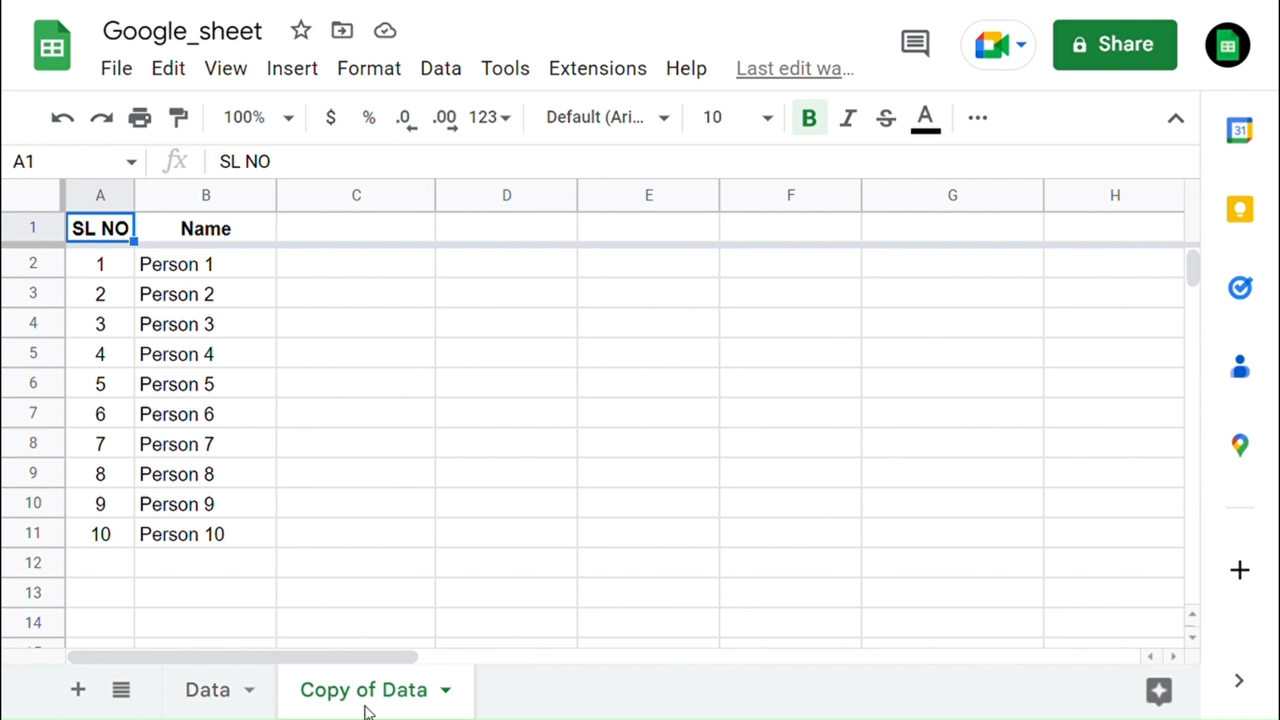 Google_sheet
Share
File Edit View Insert Format Data Tools Extensions Help Last edit wa...
100% $ % .0 .00 123 Default (Ari... 10 B I S A
A1 fx SL NO
A B C D E F G H
1 SL NO Name
2 1 Person 1
3 2 Person 2
4 3 Person 3
5 4 Person 4
6 5 Person 5
7 6 Person 6
8 7 Person 7
9 8 Person 8
10 9 Person 9
11 10 Person 10
12
13
14
Data Copy of Data
31